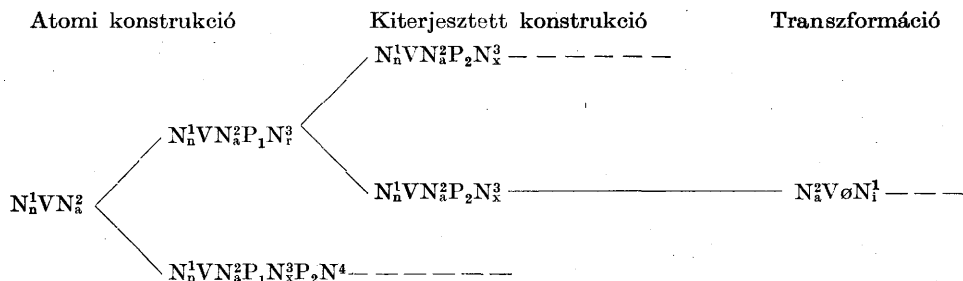 Atomi konstrukció Kiterjesztett konstrukció Transzformáció
N¹ₙVN²ₐP₂N³ₓ
N¹ₙVN²ₐP₁N³ᵣ
N¹ₙVN²ₐ N¹ₙVN²ₐP₂N³ₓ N²ₐVøN¹ᵢ
N¹ₙVN²ₐP₁N³ₓP₂N⁴